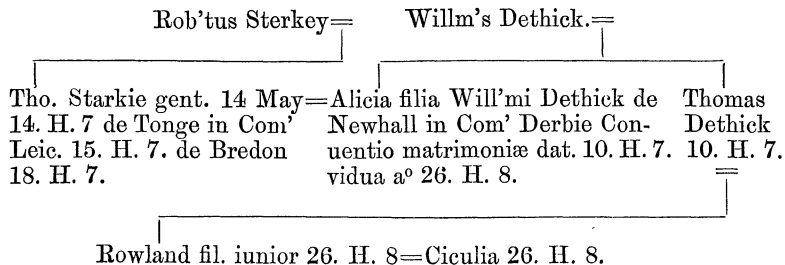 Rob'tus Sterkey= Willm's Dethick.=
Tho. Starkie gent. 14 May=Alicia filia Will'mi Dethick de Thomas
14. H. 7 de Tonge in Com' Newhall in Com' Derbie Con- Dethick
Leic. 15. H. 7. de Bredon uentio matrimoniæ dat. 10. H. 7. 10. H. 7.
18. H. 7. vidua aº 26. H. 8. =
Rowland fil. iunior 26. H. 8=Ciculia 26. H. 8.